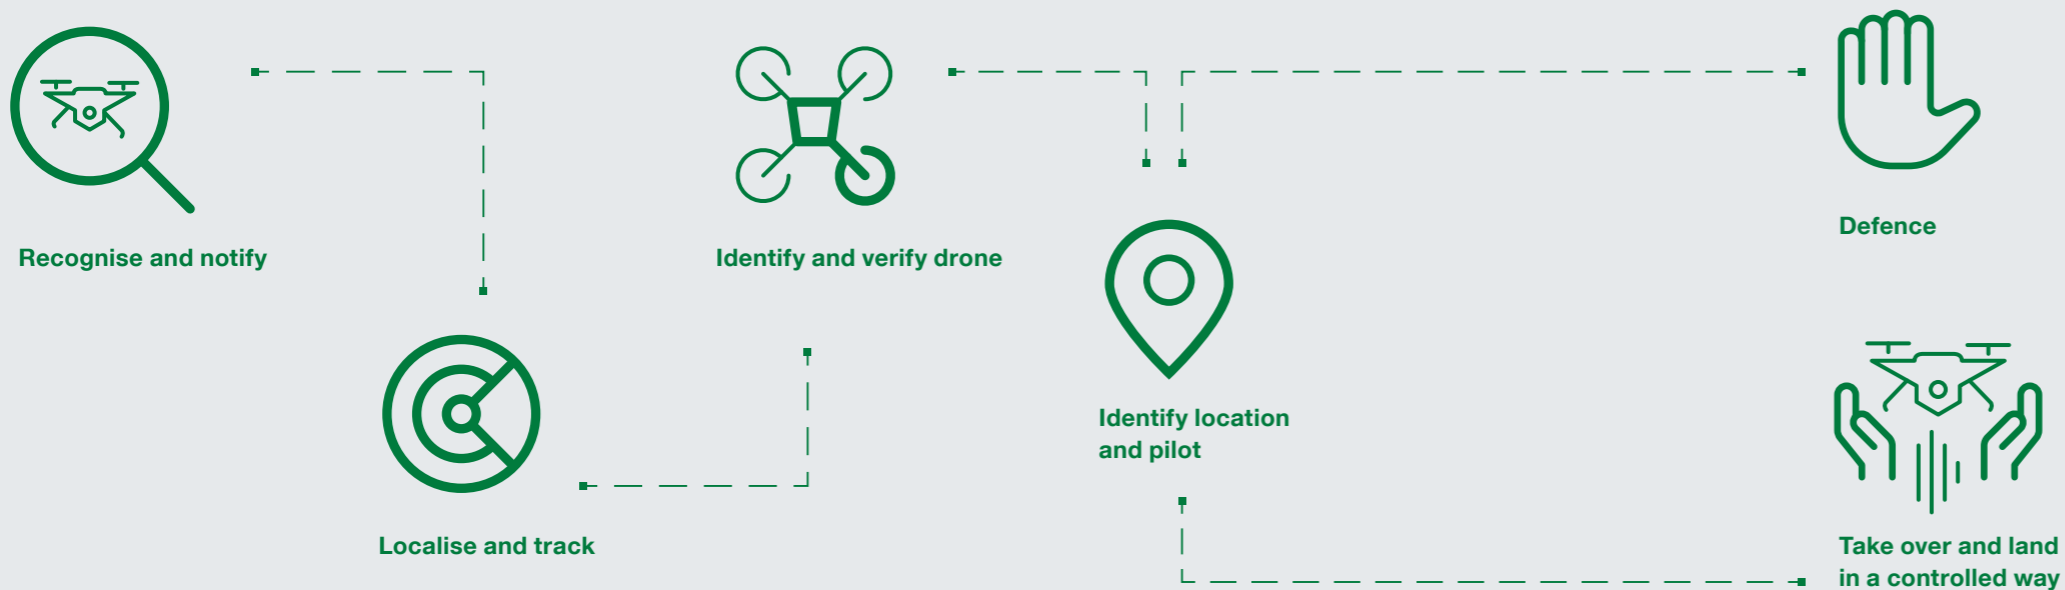 Recognise and notify
Localise and track
Identify and verify drone
Identify location
and pilot
Defence
Take over and land
in a controlled way